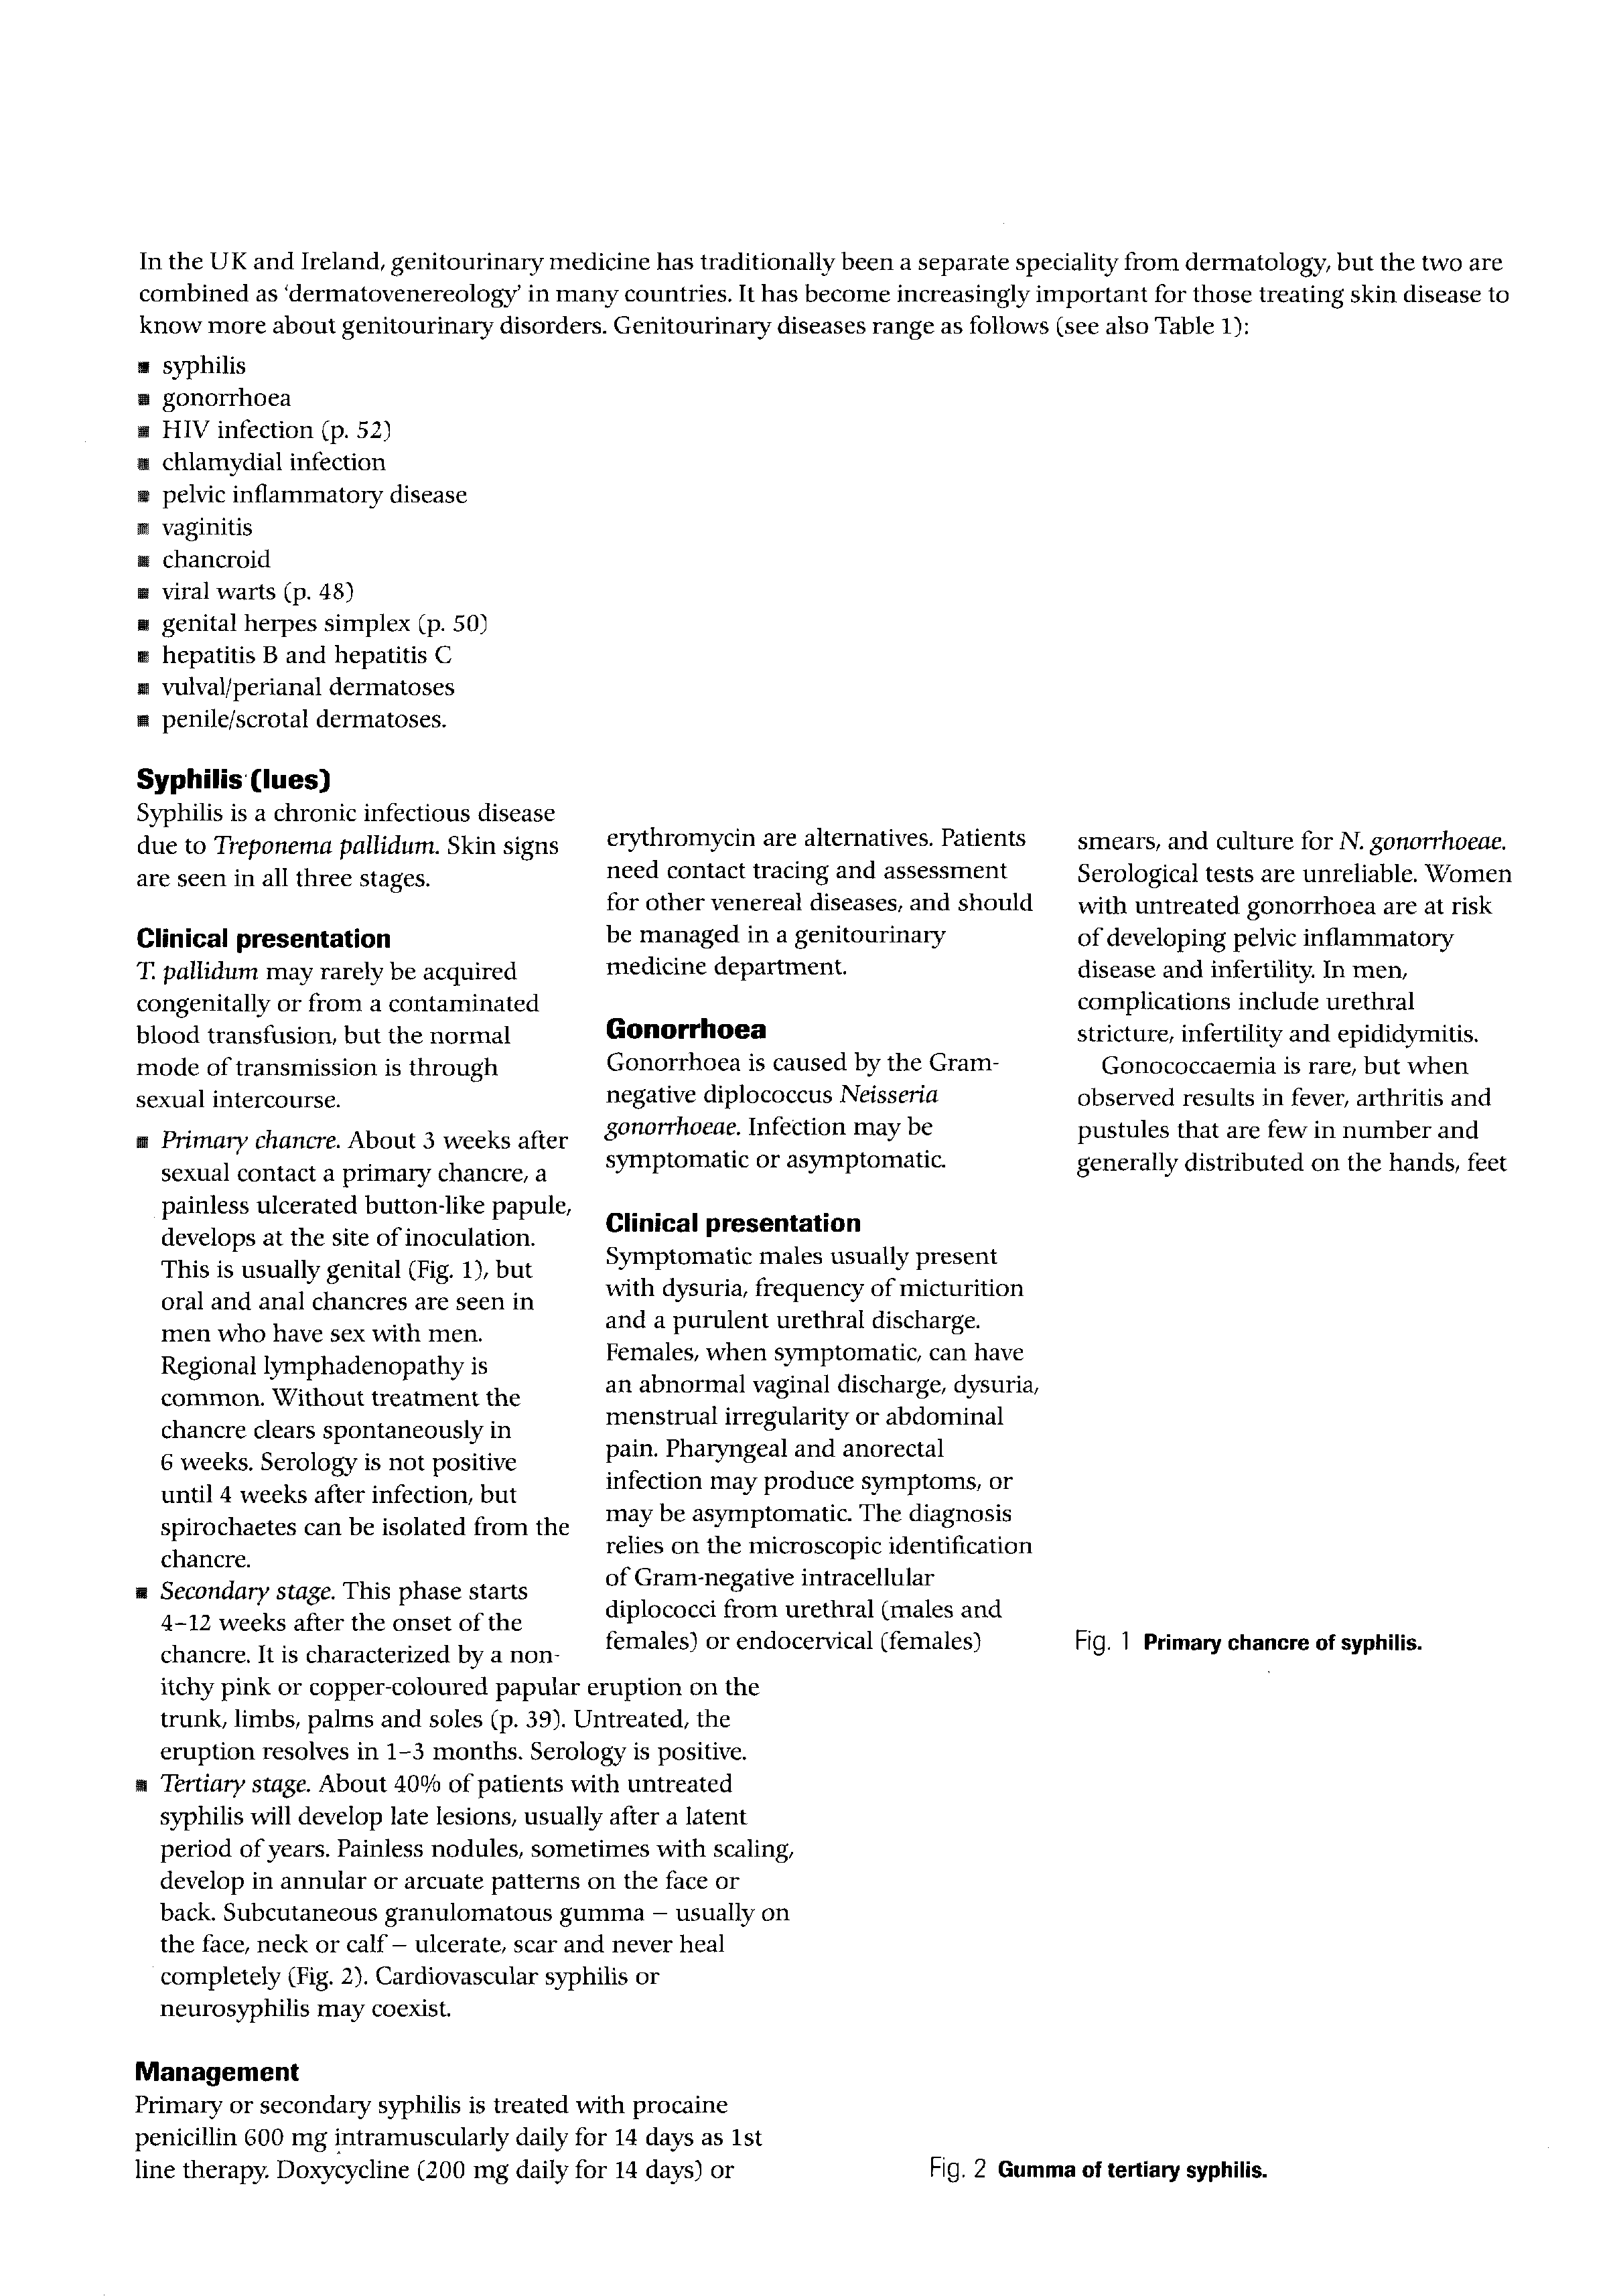 In the UK and Ireland, genitourinary medicine has traditionally been a separate speciality from dermatology, but the two are
combined as ‘dermatovenereology’ in many countries. It has become increasingly important for those treating skin disease to
know more about genitourinary disorders. Genitourinary diseases range as follows (see also Table 1):
■ syphilis
■ gonorrhoea
■ HIV infection (p. 52)
■ chlamydial infection
■ pelvic inflammatory disease
■ vaginitis
■ chancroid
■ viral warts (p. 48)
■ genital herpes simplex (p. 50)
■ hepatitis B and hepatitis C
■ vulval/perianal dermatoses
■ penile/scrotal dermatoses.
Syphilis (lues)
Syphilis is a chronic infectious disease
due to Treponema pallidum. Skin signs
are seen in all three stages.
Clinical presentation
T. pallidum may rarely be acquired
congenitally or from a contaminated
blood transfusion, but the normal
mode of transmission is through
sexual intercourse.
■ Primary chancre. About 3 weeks after
sexual contact a primary chancre, a
painless ulcerated button-like papule,
develops at the site of inoculation.
This is usually genital (Fig. 1), but
oral and anal chancres are seen in
men who have sex with men.
Regional lymphadenopathy is
common. Without treatment the
chancre clears spontaneously in
6 weeks. Serology is not positive
until 4 weeks after infection, but
spirochaetes can be isolated from the
chancre.
■ Secondary stage. This phase starts
4–12 weeks after the onset of the
chancre. It is characterized by a non-
itchy pink or copper-coloured papular eruption on the
trunk, limbs, palms and soles (p. 39). Untreated, the
eruption resolves in 1–3 months. Serology is positive.
■ Tertiary stage. About 40% of patients with untreated
syphilis will develop late lesions, usually after a latent
period of years. Painless nodules, sometimes with scaling,
develop in annular or arcuate patterns on the face or
back. Subcutaneous granulomatous gumma – usually on
the face, neck or calf – ulcerate, scar and never heal
completely (Fig. 2). Cardiovascular syphilis or
neurosyphilis may coexist.
Management
Primary or secondary syphilis is treated with procaine
penicillin 600 mg intramuscularly daily for 14 days as 1st
line therapy. Doxycycline (200 mg daily for 14 days) or
erythromycin are alternatives. Patients
need contact tracing and assessment
for other venereal diseases, and should
be managed in a genitourinary
medicine department.
Gonorrhoea
Gonorrhoea is caused by the Gram-
negative diplococcus Neisseria
gonorrhoeae. Infection may be
symptomatic or asymptomatic.
Clinical presentation
Symptomatic males usually present
with dysuria, frequency of micturition
and a purulent urethral discharge.
Females, when symptomatic, can have
an abnormal vaginal discharge, dysuria,
menstrual irregularity or abdominal
pain. Pharyngeal and anorectal
infection may produce symptoms, or
may be asymptomatic. The diagnosis
relies on the microscopic identification
of Gram-negative intracellular
diplococci from urethral (males and
females) or endocervical (females)
smears, and culture for N. gonorrhoeae.
Serological tests are unreliable. Women
with untreated gonorrhoea are at risk
of developing pelvic inflammatory
disease and infertility. In men,
complications include urethral
stricture, infertility and epididymitis.
Gonococcaemia is rare, but when
observed results in fever, arthritis and
pustules that are few in number and
generally distributed on the hands, feet
Fig. 1 Primary chancre of syphilis.
Fig. 2 Gumma of tertiary syphilis.